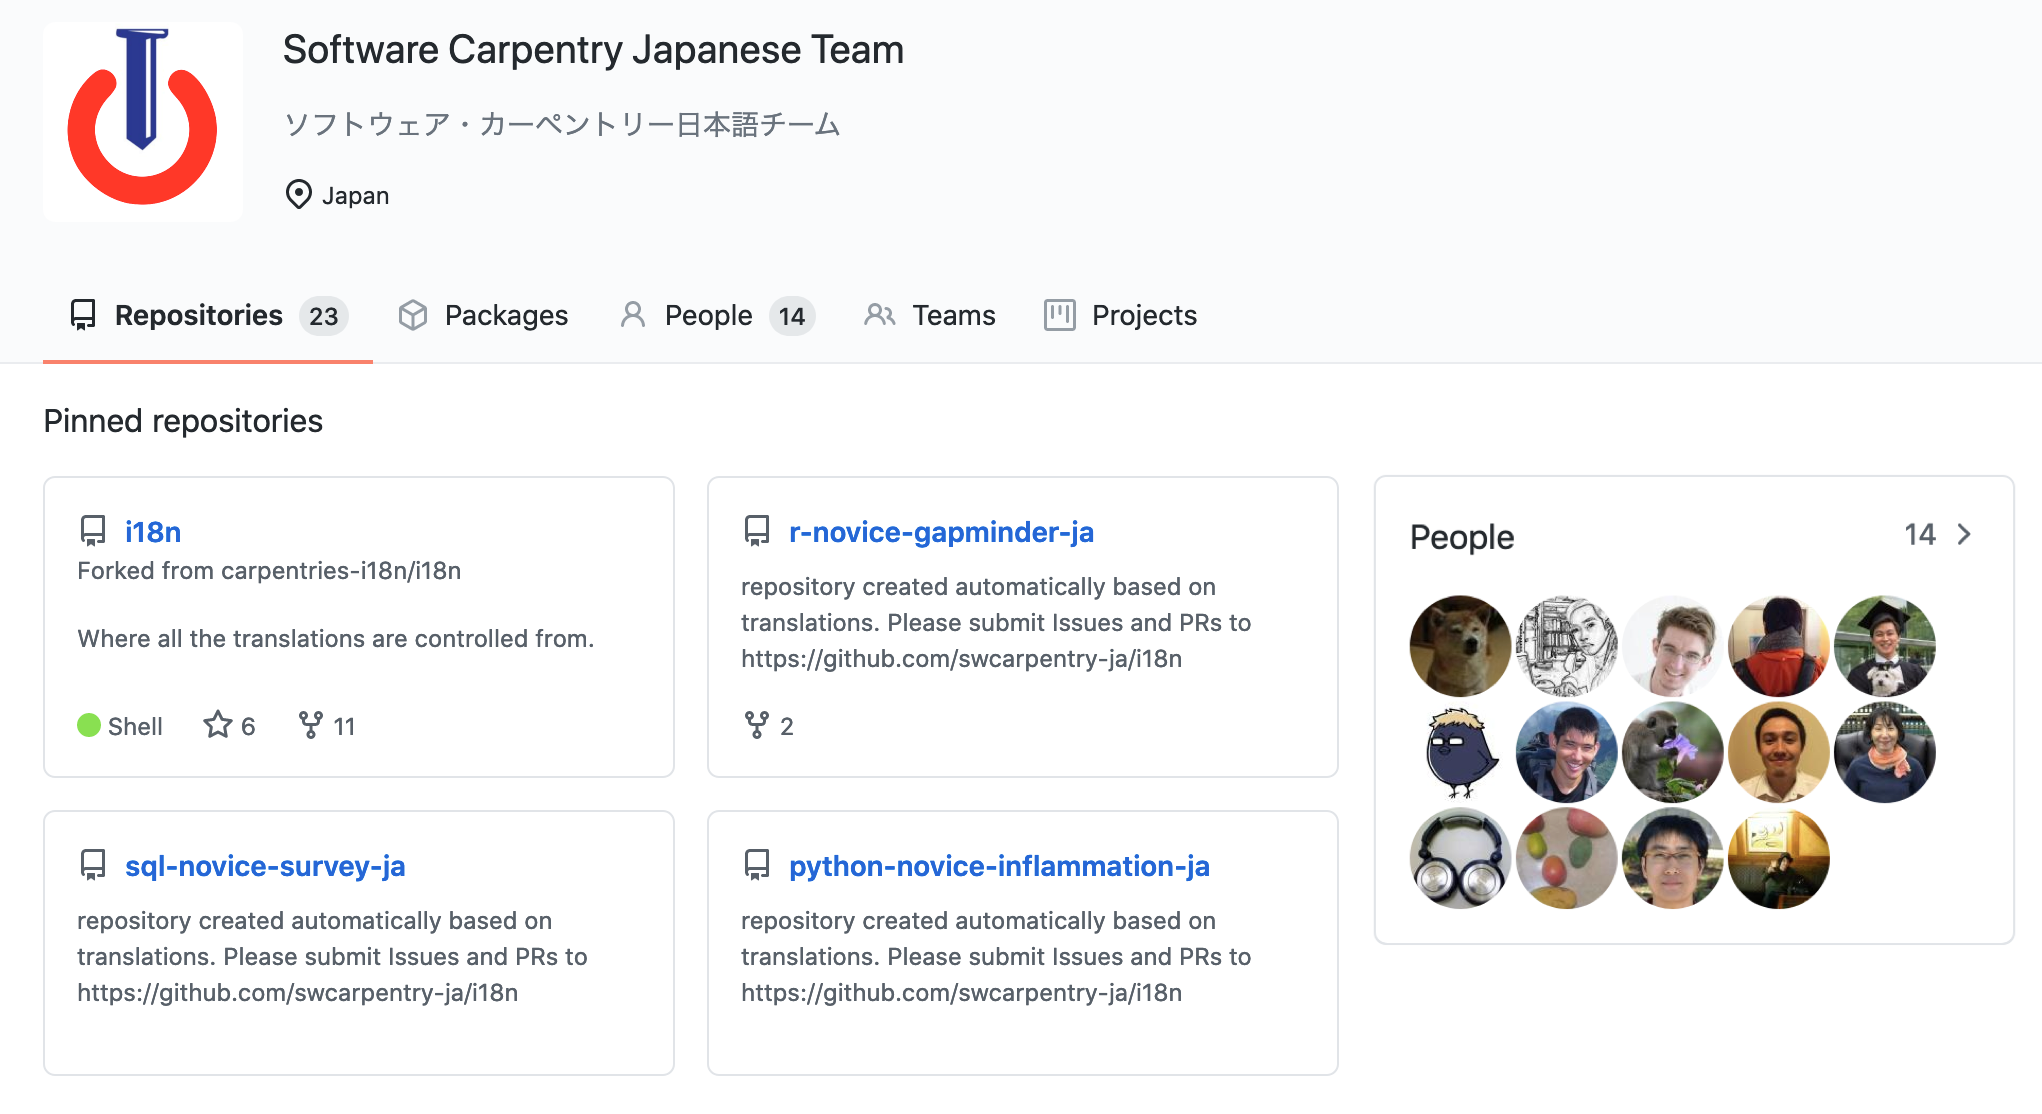 Software Carpentry Japanese Team
ソフトウェア・カーペントリー日本語チーム
Japan
Repositories 23 Packages People 14 Teams Projects
Pinned repositories
i18n
Forked from carpentries-i18n/i18n
Where all the translations are controlled from.
Shell 6 11
r-novice-gapminder-ja
repository created automatically based on
translations. Please submit Issues and PRs to
https://github.com/swcarpentry-ja/i18n
2
sql-novice-survey-ja
repository created automatically based on
translations. Please submit Issues and PRs to
https://github.com/swcarpentry-ja/i18n
python-novice-inflammation-ja
repository created automatically based on
translations. Please submit Issues and PRs to
https://github.com/swcarpentry-ja/i18n
People 14